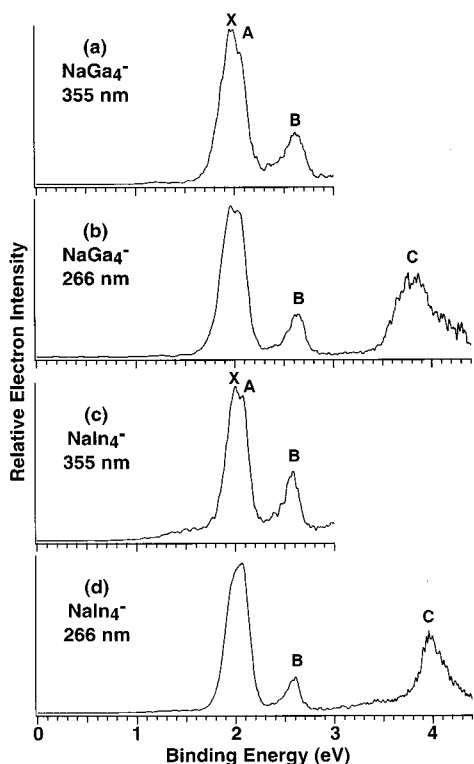 X A
(a)
NaGa₄⁻
355 nm
B
(b)
NaGa₄⁻
266 nm
B
C
X A
(c)
NaIn₄⁻
355 nm
B
(d)
NaIn₄⁻
266 nm
B
C
0 1 2 3 4
Binding Energy (eV)
Relative Electron Intensity